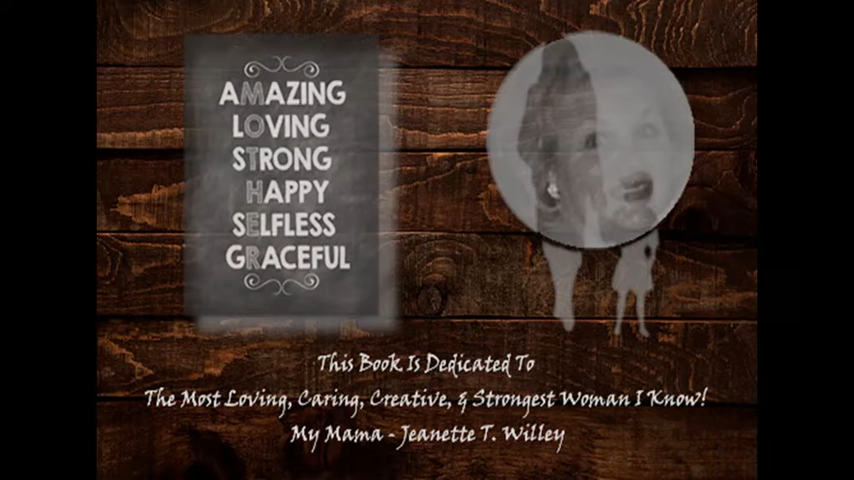 AMAZING
LOVING
STRONG
HAPPY
SELFLESS
GRACEFUL
This Book Is Dedicated To
The Most Loving, Caring, Creative, & Strongest Woman I Know!
My Mama - Jeanette T. Willey